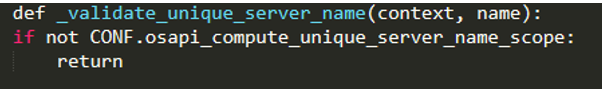 def _validate_unique_server_name(context, name):
if not CONF.osapi_compute_unique_server_name_scope:
    return